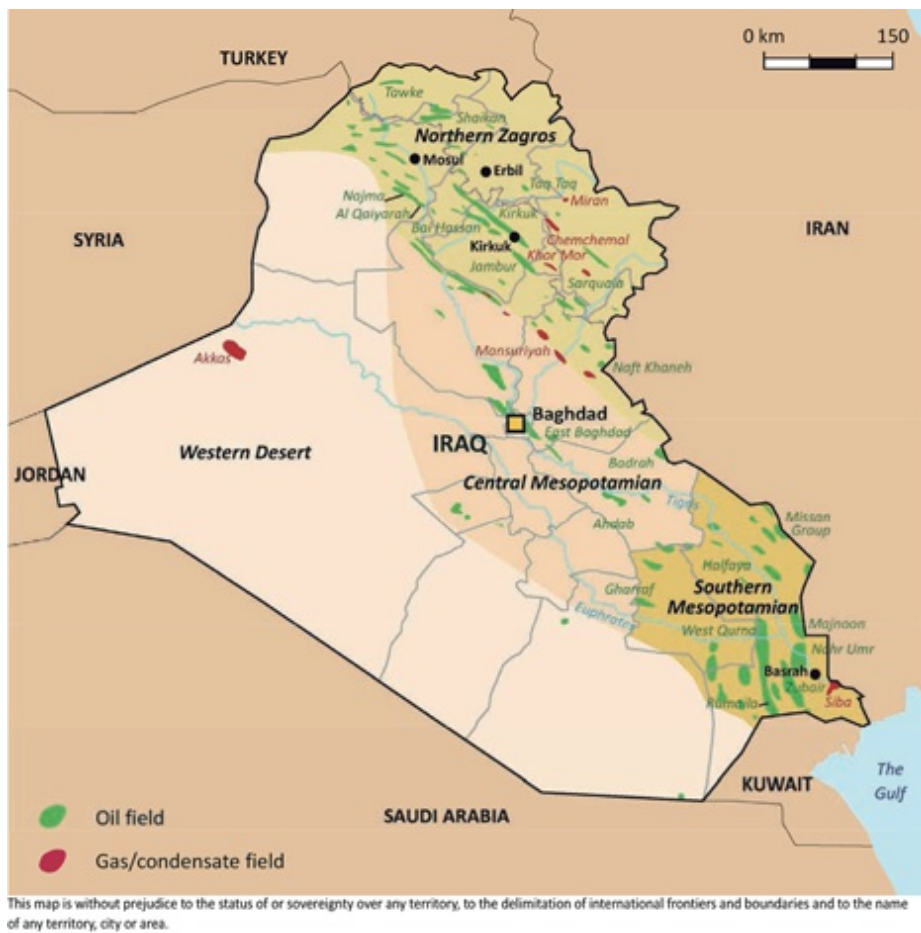 0 km 150
TURKEY
Tawke
Shaikan
Northern Zagros
Mosul
Erbil
Taq Taq
Miran
Najma
Al Qaiyarah
Kirkuk
Bai Hassan
SYRIA
IRAN
Chemchemal
Kirkuk
Khor Mor
Jambur
Sarquala
Mansuriyah
Akkas
Naft Khaneh
Baghdad
East Baghdad
IRAQ
Western Desert
Badrah
JORDAN
Central Mesopotamian
Tigris
Missan
Group
Ahdab
Halfaya
Southern
Mesopotamian
Gharraf
Euphrates
Majnoon
West Qurna
Nahr Umr
Basrah
Zubair
Rumaila
Siba
The
Gulf
KUWAIT
SAUDI ARABIA
Oil field
Gas/condensate field
This map is without prejudice to the status of or sovereignty over any territory, to the delimitation of international frontiers and boundaries and to the name
of any territory, city or area.